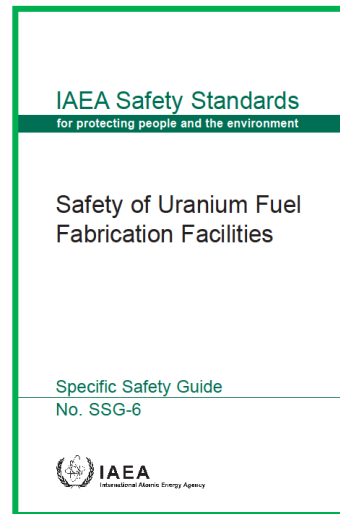 IAEA Safety Standards
for protecting people and the environment
Safety of Uranium Fuel
Fabrication Facilities
Specific Safety Guide
No. SSG-6
IAEA
International Atomic Energy Agency